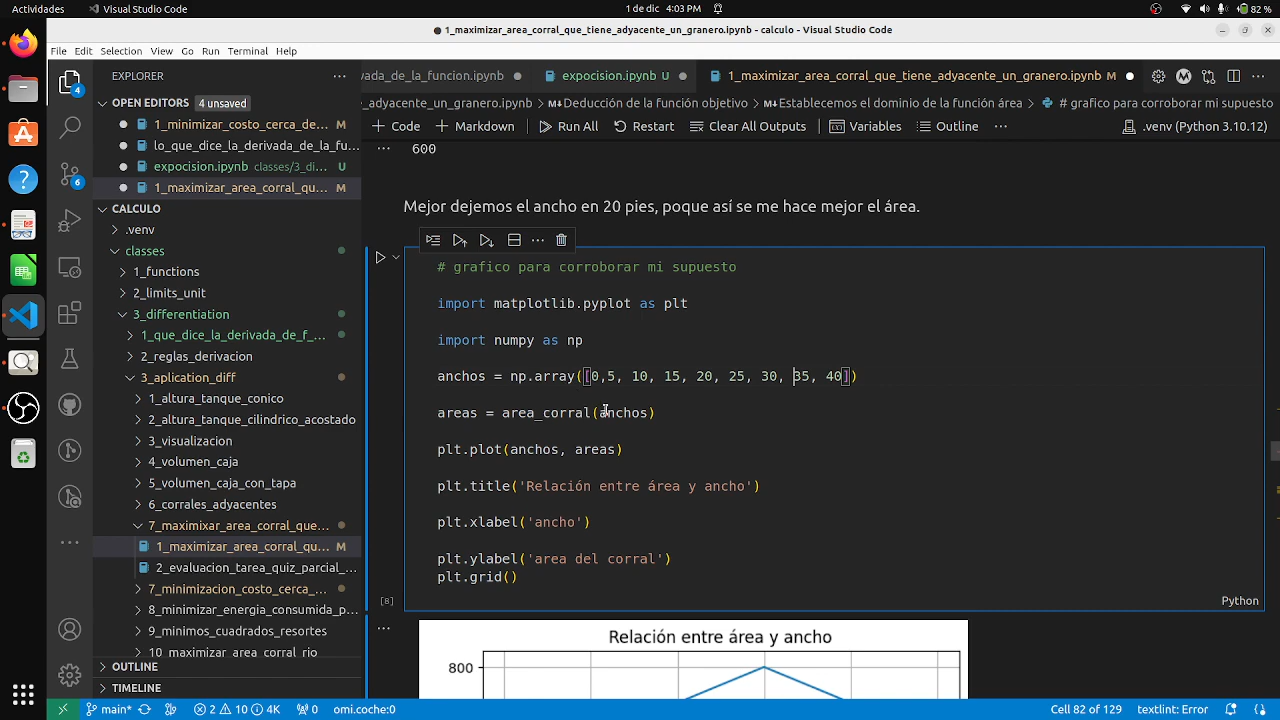 Actividades
Visual Studio Code
1 de dic 4:03 PM
82 %
1_maximizar_area_corral_que_tiene_adyacente_un_granero.ipynb - calculo - Visual Studio Code
File Edit Selection View Go Run Terminal Help
EXPLORER
OPEN EDITORS 4 unsaved
1_minimizar_costo_cerca_de... M
lo_que_dice_la_derivada_de_la_fu...
expocision.ipynb classes/3_di... U
1_maximizar_area_corral_qu... M
CALCULO
.venv
classes
1_functions
2_limits_unit
3_differentiation
1_que_dice_la_derivada_de_f_...
2_reglas_derivacion
3_aplication_diff
1_altura_tanque_conico
2_altura_tanque_cilindrico_acostado
3_visualizacion
4_volumen_caja
5_volumen_caja_con_tapa
6_corrales_adyacentes
7_maximixar_area_corral_que...
1_maximizar_area_corral_qu... M
2_evaluacion_tarea_quiz_parcial_...
7_minimizacion_costo_cerca_...
8_minimizar_energia_consumida_p...
9_minimos_cuadrados_resortes
10_maximizar_area_corral_rio
OUTLINE
TIMELINE
vada_de_la_funcion.ipynb
expocision.ipynb U
1_maximizar_area_corral_que_tiene_adyacente_un_granero.ipynb M
_adyacente_un_granero.ipynb > Deducción de la función objetivo > Establecemos el dominio de la función área > # grafico para corroborar mi supuesto
Code
Markdown
Run All
Restart
Clear All Outputs
Variables
Outline
.venv (Python 3.10.12)
600
Mejor dejemos el ancho en 20 pies, poque así se me hace mejor el área.
# grafico para corroborar mi supuesto
import matplotlib.pyplot as plt
import numpy as np
anchos = np.array([0,5, 10, 15, 20, 25, 30, 35, 40])
areas = area_corral(anchos)
plt.plot(anchos, areas)
plt.title('Relación entre área y ancho')
plt.xlabel('ancho')
plt.ylabel('area del corral')
plt.grid()
[8]
Python
Relación entre área y ancho
800
main*
2 10 4K
0
omi.coche:0
Cell 82 of 129
textlint: Error
4
6